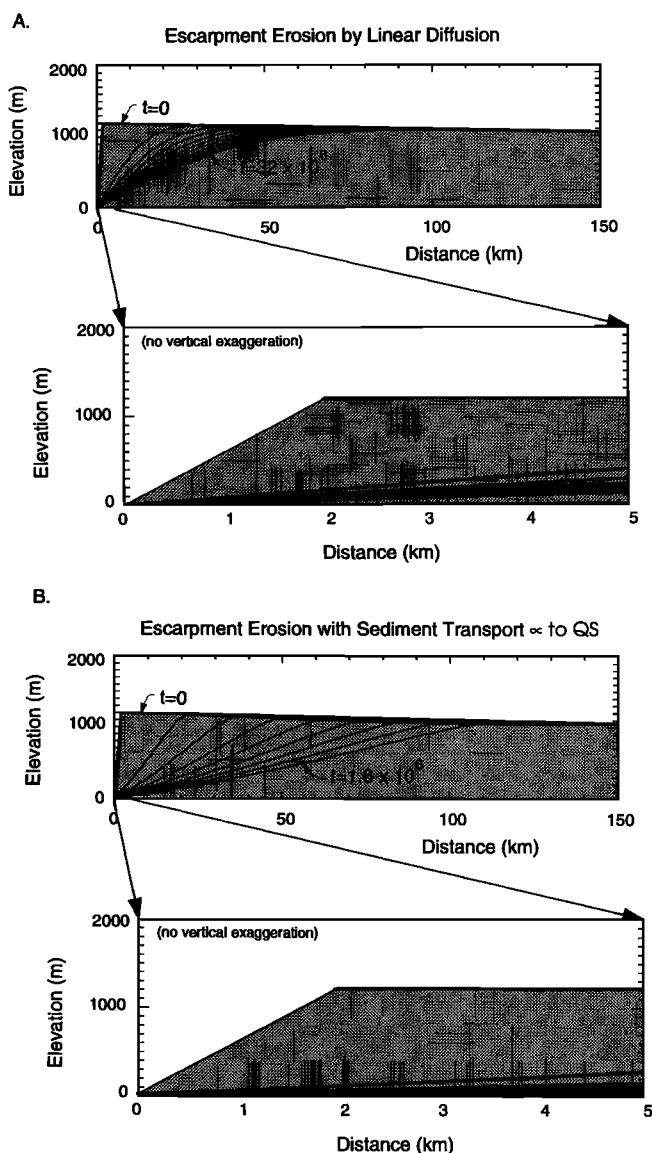 A.
Escarpment Erosion by Linear Diffusion
2000
1000
0
Elevation (m)
t=0
0 50 100 150
Distance (km)
2000
1000
0
Elevation (m)
(no vertical exaggeration)
0 1 2 3 4 5
Distance (km)
B.
Escarpment Erosion with Sediment Transport ∝ to QS
2000
1000
0
Elevation (m)
t=0
t=1.6 x 10
0 50 100 150
Distance (km)
2000
1000
0
Elevation (m)
(no vertical exaggeration)
0 1 2 3 4 5
Distance (km)